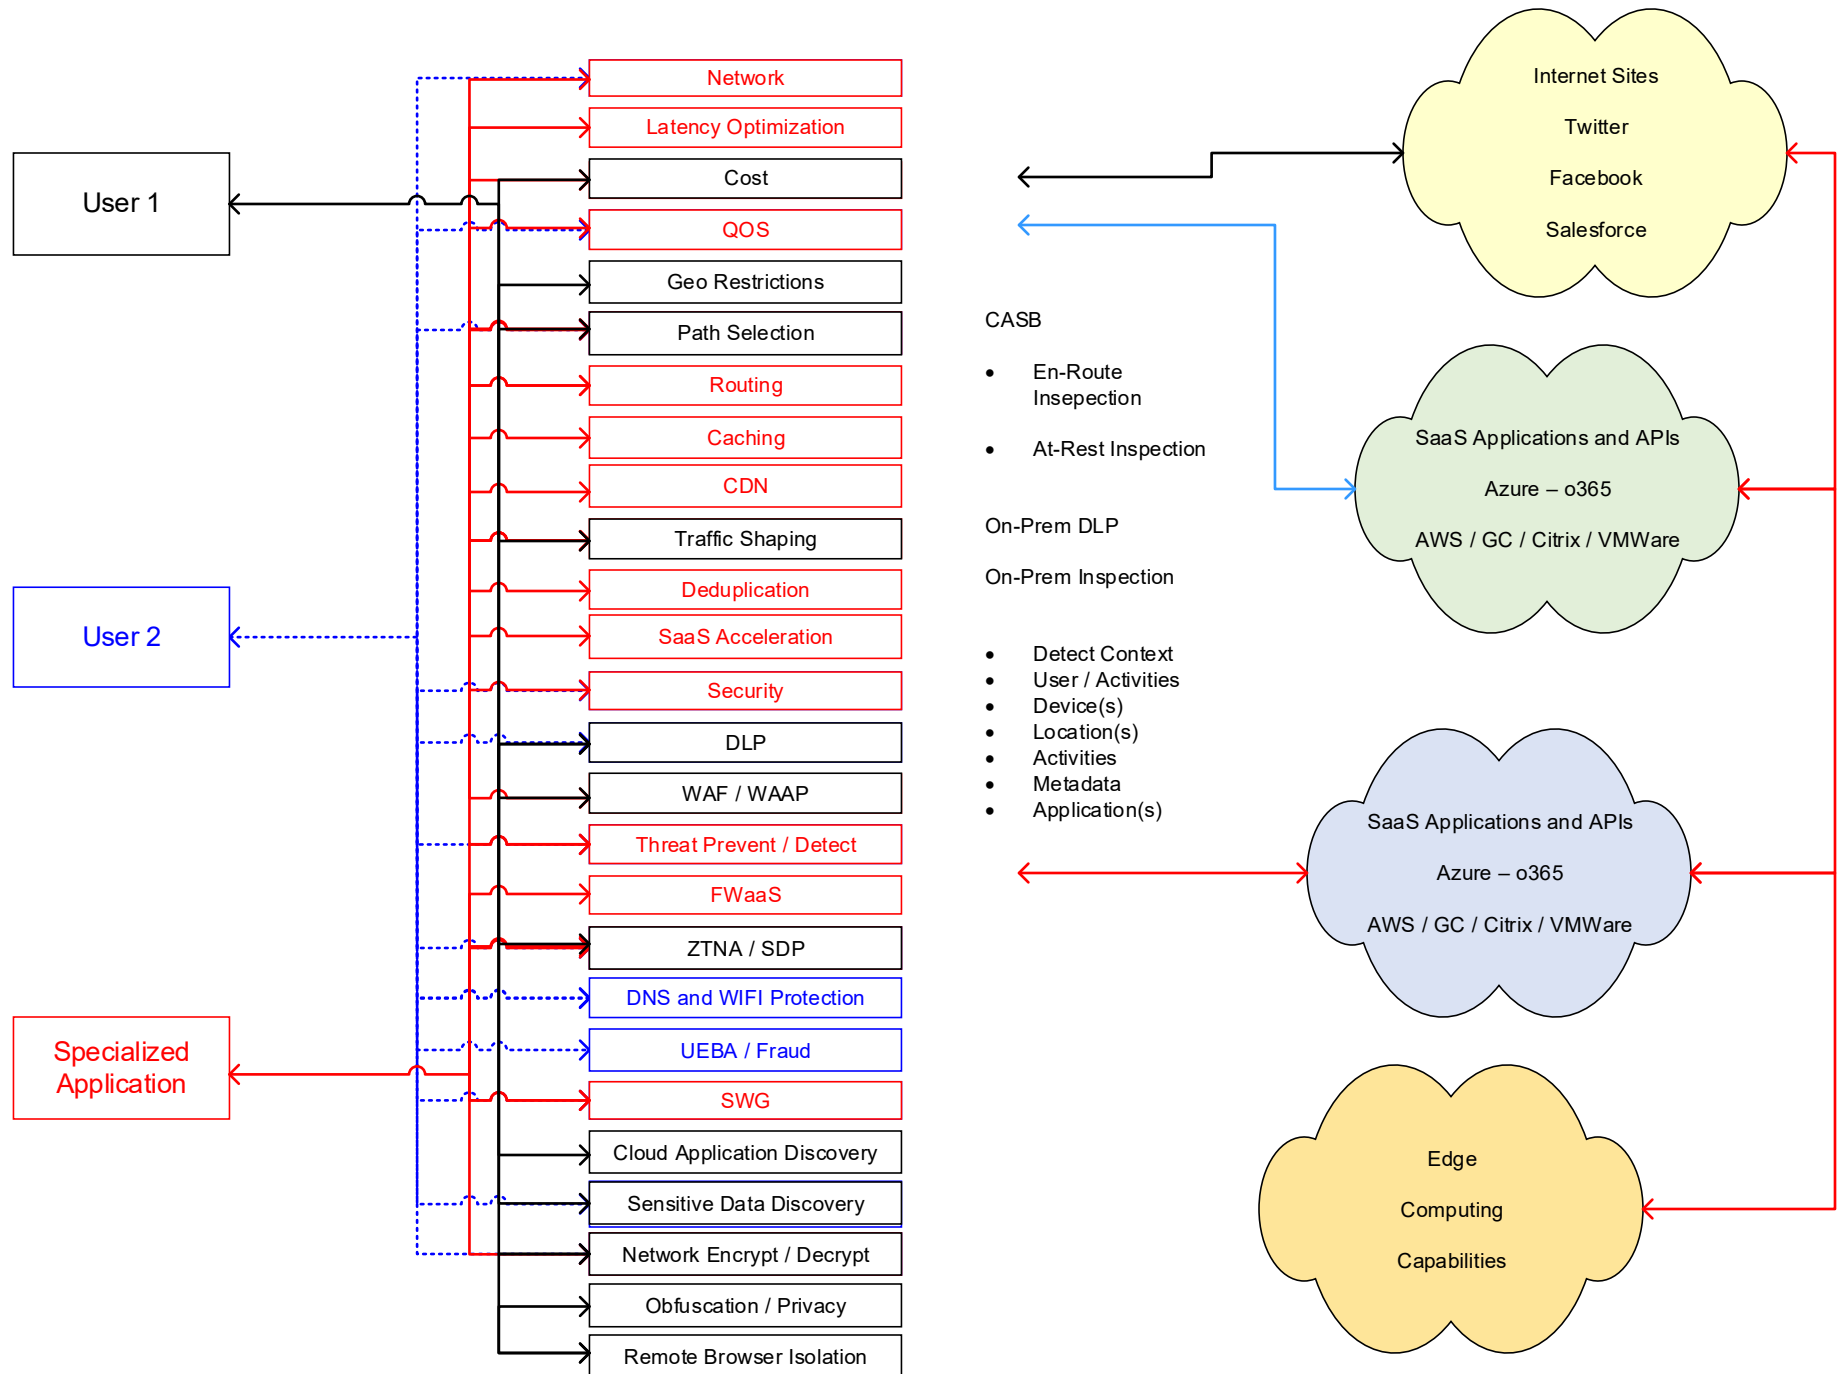 User 1
User 2
Specialized
Application
Network
Latency Optimization
Cost
QOS
Geo Restrictions
Path Selection
Routing
Caching
CDN
Traffic Shaping
Deduplication
SaaS Acceleration
Security
DLP
WAF / WAAP
Threat Prevent / Detect
FWaaS
ZTNA / SDP
DNS and WIFI Protection
UEBA / Fraud
SWG
Cloud Application Discovery
Sensitive Data Discovery
Network Encrypt / Decrypt
Obfuscation / Privacy
Remote Browser Isolation
CASB
• En-Route
Insepection
• At-Rest Inspection
On-Prem DLP
On-Prem Inspection
• Detect Context
• User / Activities
• Device(s)
• Location(s)
• Activities
• Metadata
• Application(s)
Internet Sites
Twitter
Facebook
Salesforce
SaaS Applications and APIs
Azure – o365
AWS / GC / Citrix / VMWare
SaaS Applications and APIs
Azure – o365
AWS / GC / Citrix / VMWare
Edge
Computing
Capabilities